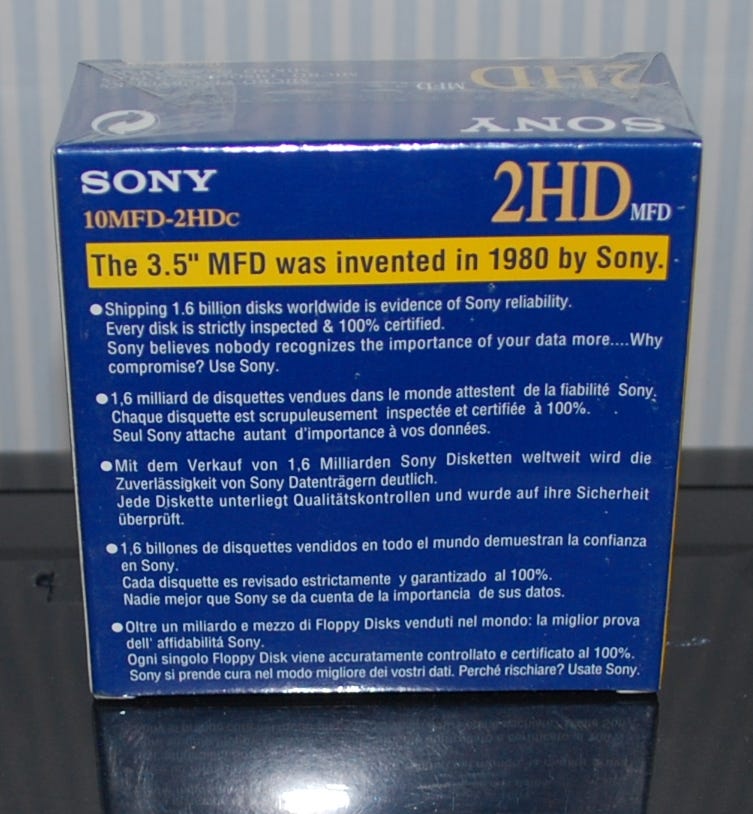 2HD
MFD
SONY
SONY
2HD
MFD
10MFD-2HDC
The 3.5" MFD was invented in 1980 by Sony.
●Shipping 1.6 billion disks worldwide is evidence of Sony reliability.
Every disk is strictly inspected & 100% certified.
Sony believes nobody recognizes the importance of your data more....Why
compromise? Use Sony.
●1,6 milliard de disquettes vendues dans le monde attestent de la fiabilité Sony.
Chaque disquette est scrupuleusement inspectée et certifiée à 100%.
Seul Sony attache autant d'importance à vos données.
●Mit dem Verkauf von 1,6 Milliarden Sony Disketten weltweit wird die
Zuverlässigkeit von Sony Datenträgern deutlich.
Jede Diskette unterliegt Qualitätskontrollen und wurde auf ihre Sicherheit
überprüft.
●1,6 billones de disquettes vendidos en todo el mundo demuestran la confianza
en Sony.
Cada disquette es revisado estrictamente y garantizado al 100%.
Nadie mejor que Sony se da cuenta de la importancia de sus datos.
●Oltre un miliardo e mezzo di Floppy Disks venduti nel mondo: la miglior prova
dell' affidabilitá Sony.
Ogni singolo Floppy Disk viene accuratamente controllato e certificato al 100%.
Sony si prende cura nel modo migliore dei vostri dati. Perché rischiare? Usate Sony.